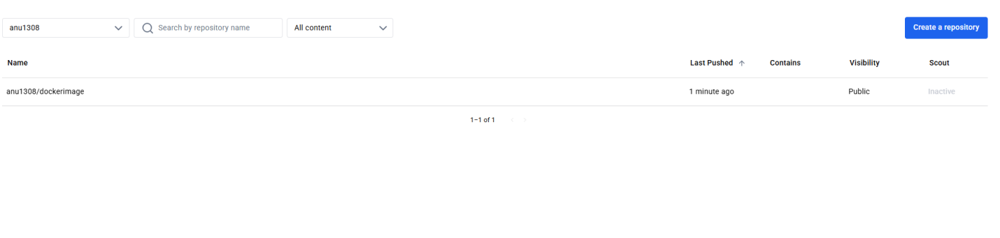 anu1308 Search by repository name All content Create a repository
Name Last Pushed Contains Visibility Scout
anu1308/dockerimage 1 minute ago Public Inactive
1–1 of 1